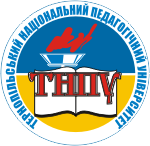 ТЕРНОПІЛЬСЬКИЙ НАЦІОНАЛЬНИЙ ПЕДАГОГІЧНИЙ УНІВЕРСИТЕТ
ТНПУ